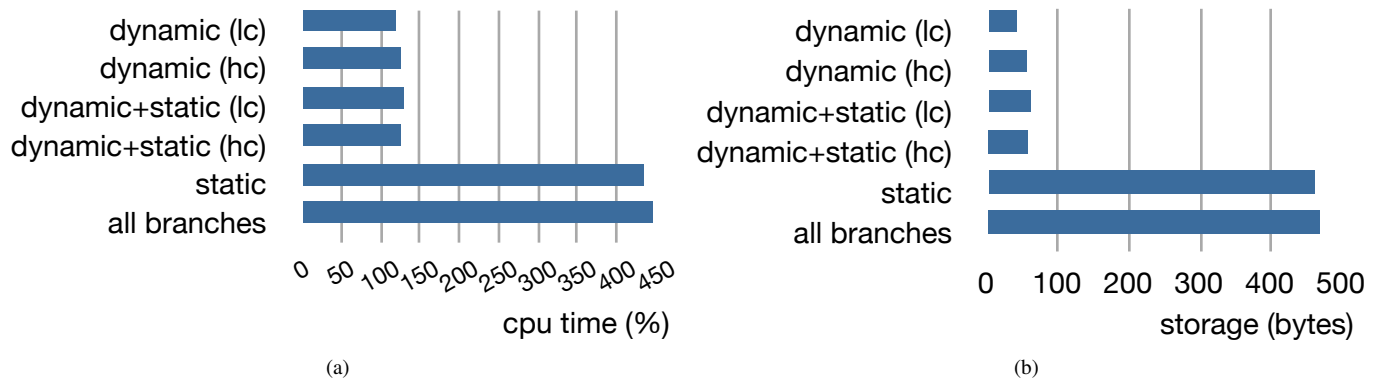 dynamic (lc)
dynamic (hc)
dynamic+static (lc)
dynamic+static (hc)
static
all branches
0 50 100 150 200 250 300 350 400 450
cpu time (%)
(a)
dynamic (lc)
dynamic (hc)
dynamic+static (lc)
dynamic+static (hc)
static
all branches
0 100 200 300 400 500
storage (bytes)
(b)